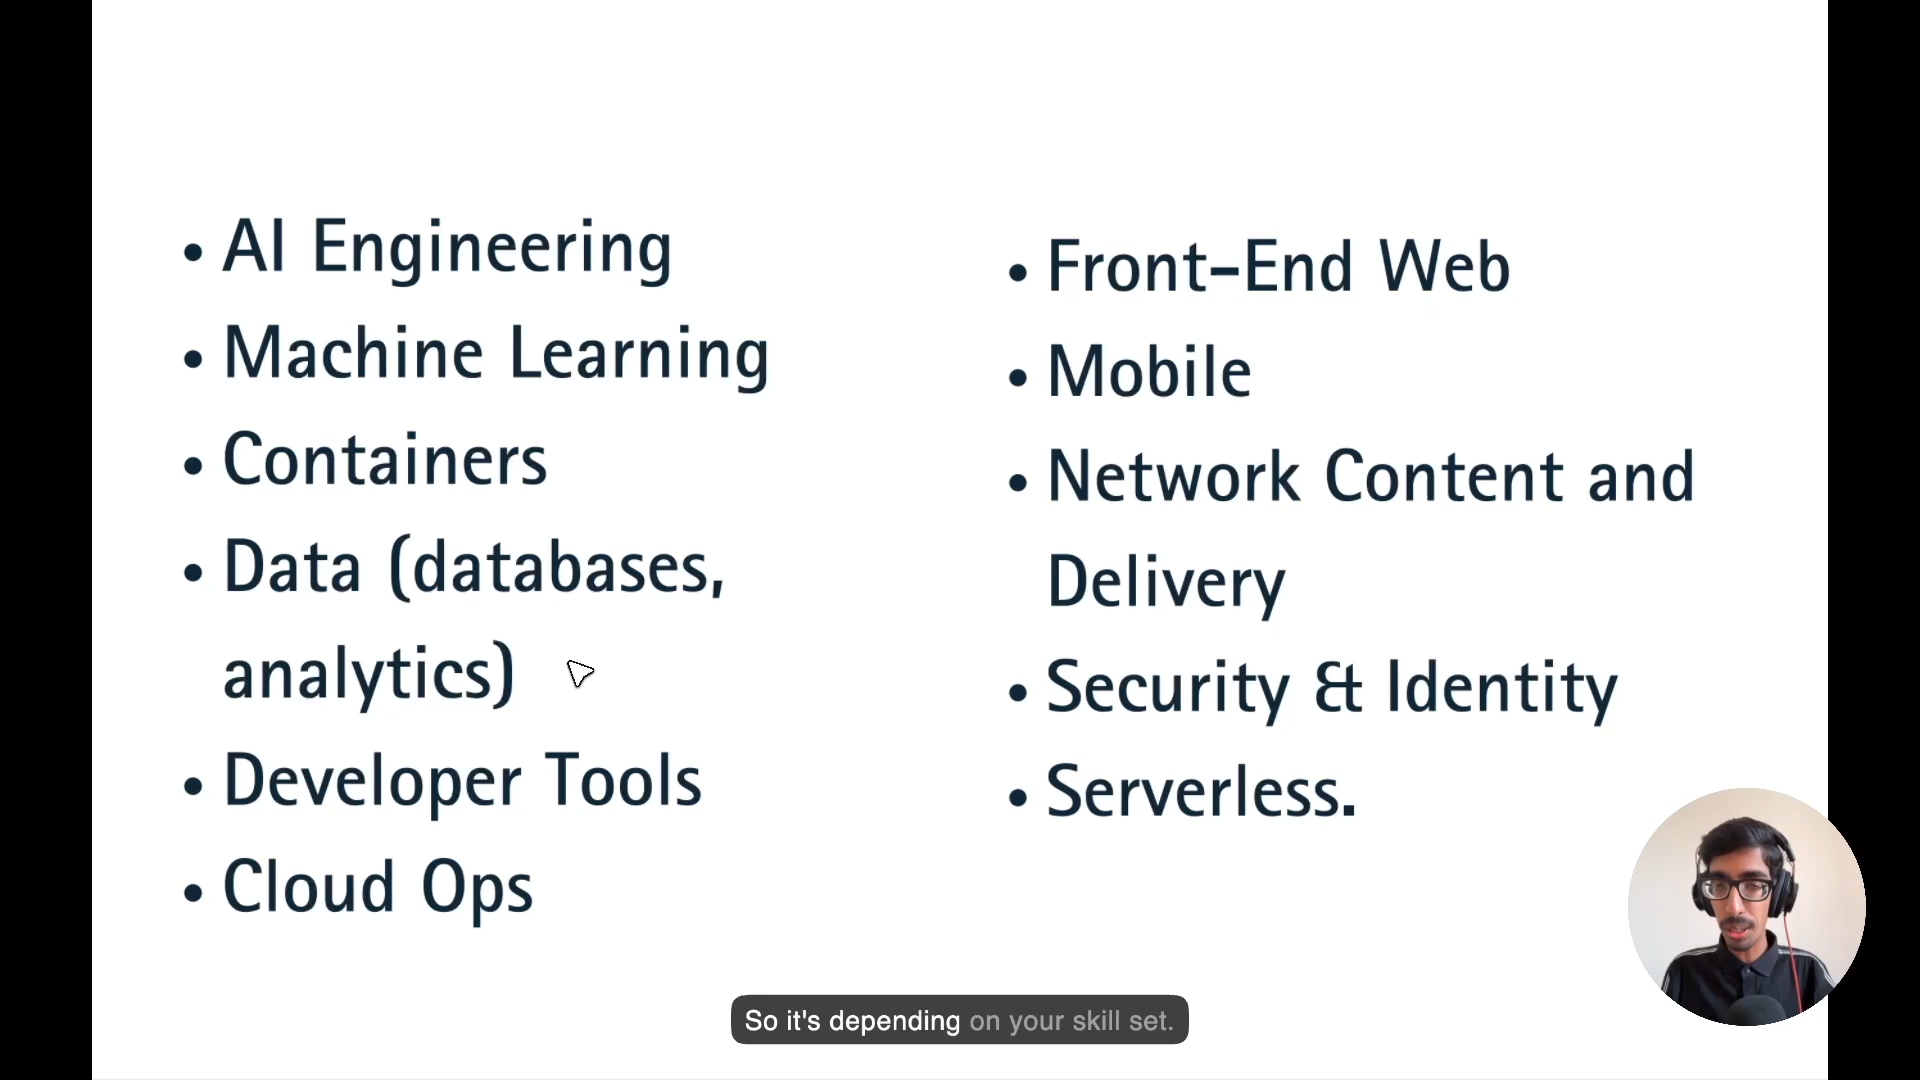 • AI Engineering
• Machine Learning
• Containers
• Data (databases,
analytics)
• Developer Tools
• Cloud Ops
• Front-End Web
• Mobile
• Network Content and
Delivery
• Security & Identity
• Serverless.
So it's depending on your skill set.